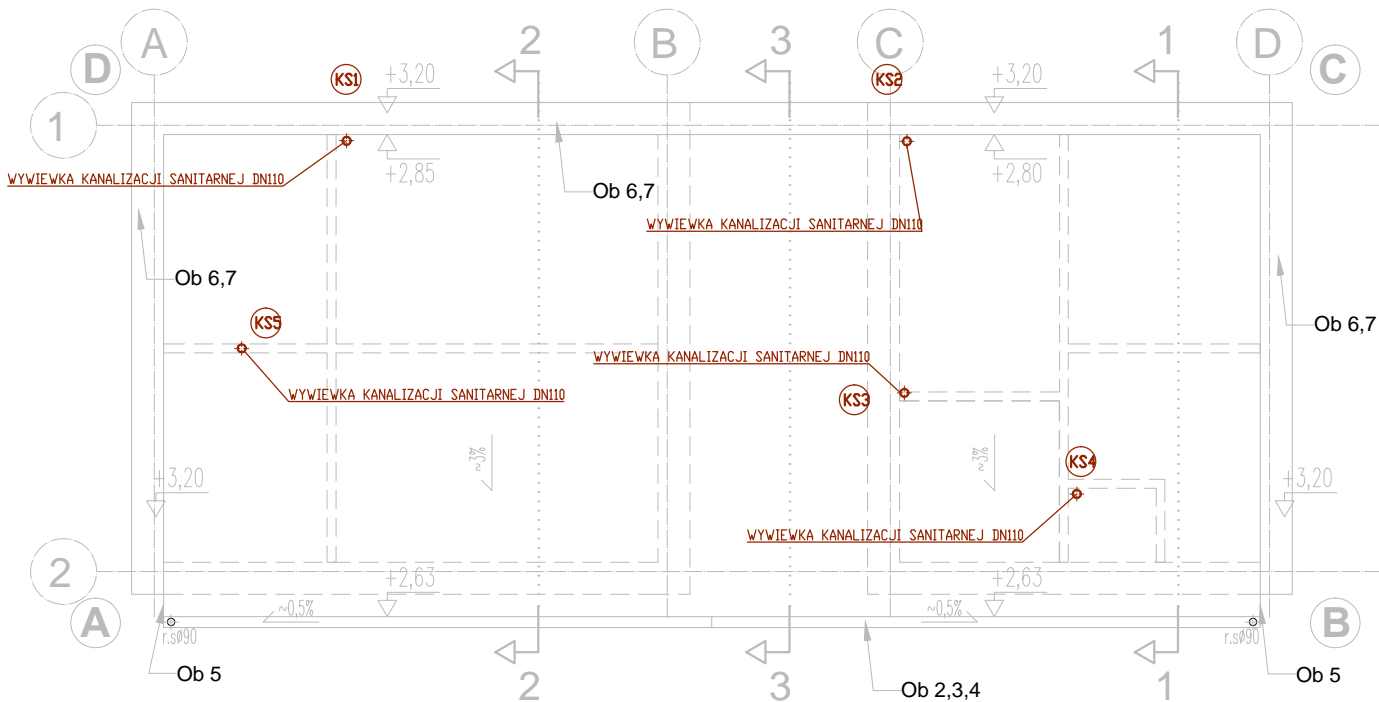 A
2
B
3
C
1
D
D
KS1
+3,20
KS2
+3,20
C
1
+2,85
+2,80
WYWIEWKA KANALIZACJI SANITARNEJ DN110
Ob 6,7
WYWIEWKA KANALIZACJI SANITARNEJ DN110
Ob 6,7
KS5
Ob 6,7
WYWIEWKA KANALIZACJI SANITARNEJ DN110
WYWIEWKA KANALIZACJI SANITARNEJ DN110
KS3
~3%
~3%
KS4
+3,20
+3,20
WYWIEWKA KANALIZACJI SANITARNEJ DN110
2
+2,63
+2,63
~0,5%
~0,5%
A
B
r.sø90
r.sø90
Ob 5
2
3
Ob 2,3,4
1
Ob 5